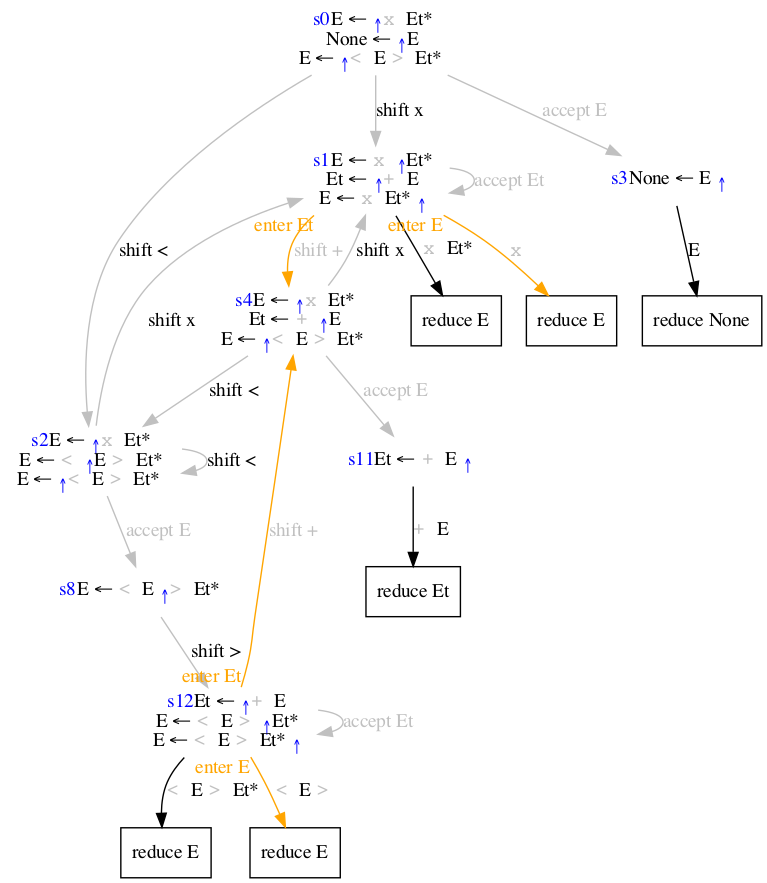 s0E ← ↑x Et*
None ← ↑E
E ← ↑< E > Et*
shift x
accept E
s1E ← x ↑Et*
Et ← ↑+ E
E ← x Et* ↑
accept Et
s3None ← E ↑
enter Et
enter E
shift <
shift +
shift x
x Et*
x
E
s4E ← ↑x Et*
Et ← + ↑E
E ← ↑< E > Et*
shift x
reduce E
reduce E
reduce None
shift <
accept E
s2E ← ↑x Et*
E ← < ↑E > Et*
E ← ↑< E > Et*
shift <
s11Et ← + E ↑
accept E
shift +
+ E
s8E ← < E ↑> Et*
reduce Et
shift >
enter Et
s12Et ← ↑+ E
E ← < E > ↑Et*
E ← < E > Et* ↑
accept Et
enter E
< E > Et*
< E >
reduce E
reduce E